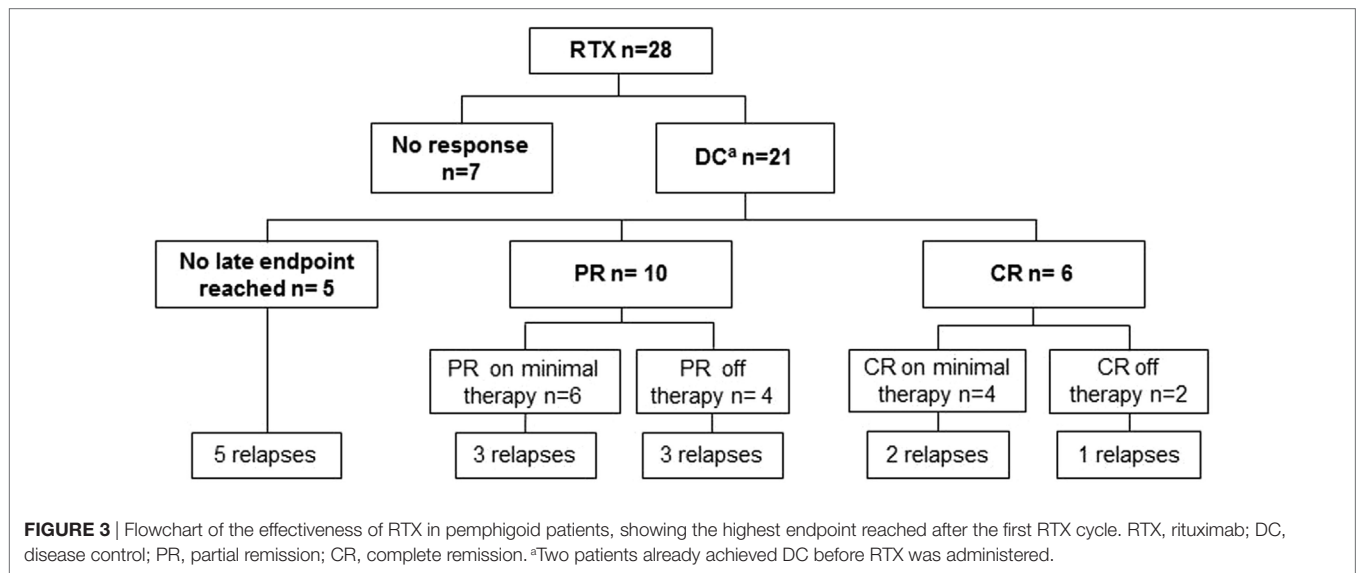 RTX n=28
No response
n=7
DCᵃ n=21
No late endpoint
reached n= 5
PR n= 10
CR n= 6
PR on minimal
therapy n=6
PR off
therapy n= 4
CR on minimal
therapy n=4
CR off
therapy n=2
5 relapses
3 relapses
3 relapses
2 relapses
1 relapses
FIGURE 3 | Flowchart of the effectiveness of RTX in pemphigoid patients, showing the highest endpoint reached after the first RTX cycle. RTX, rituximab; DC,
disease control; PR, partial remission; CR, complete remission. ᵃTwo patients already achieved DC before RTX was administered.